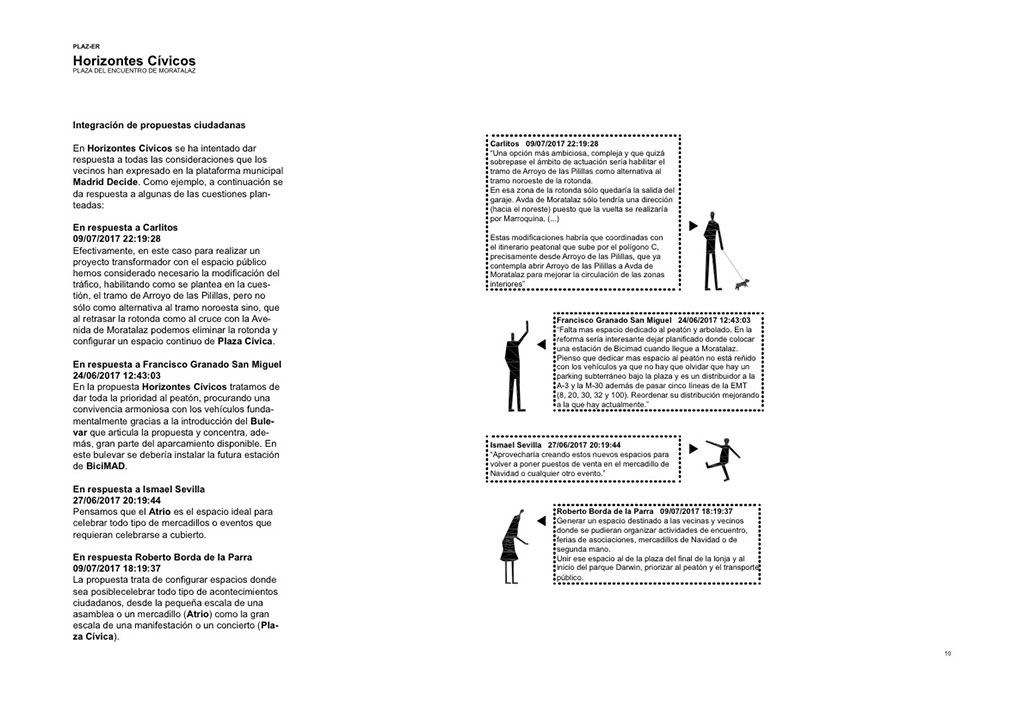 PLAZ-ER
Horizontes Cívicos
PLAZA DEL ENCUENTRO DE MORATALAZ
Integración de propuestas ciudadanas
En Horizontes Cívicos se ha intentado dar
respuesta a todas las consideraciones que los
vecinos han expresado en la plataforma municipal
Madrid Decide. Como ejemplo, a continuación se
da respuesta a algunas de las cuestiones plan-
teadas:
En respuesta a Carlitos
09/07/2017 22:19:28
Efectivamente, en este caso para realizar un
proyecto transformador con el espacio público
hemos considerado necesario la modificación del
tráfico, habilitando como se plantea en la cues-
tión, el tramo de Arroyo de las Pilillas, pero no
sólo como alternativa al tramo noroesta sino, que
al retrasar la rotonda como al cruce con la Ave-
nida de Moratalaz podemos eliminar la rotonda y
configurar un espacio continuo de Plaza Cívica.
En respuesta a Francisco Granado San Miguel
24/06/2017 12:43:03
En la propuesta Horizontes Cívicos tratamos de
dar toda la prioridad al peatón, procurando una
convivencia armoniosa con los vehículos funda-
mentalmente gracias a la introducción del Bule-
var que articula la propuesta y concentra, ade-
más, gran parte del aparcamiento disponible. En
este bulevar se debería instalar la futura estación
de BiciMAD.
En respuesta a Ismael Sevilla
27/06/2017 20:19:44
Pensamos que el Atrio es el espacio ideal para
celebrar todo tipo de mercadillos o eventos que
requieran celebrarse a cubierto.
En respuesta Roberto Borda de la Parra
09/07/2017 18:19:37
La propuesta trata de configurar espacios donde
sea posiblecelebrar todo tipo de acontecimientos
ciudadanos, desde la pequeña escala de una
asamblea o un mercadillo (Atrio) como la gran
escala de una manifestación o un concierto (Pla-
za Cívica).
Carlitos 09/07/2017 22:19:28
“Una opción más ambiciosa, compleja y que quizá
sobrepase el ámbito de actuación sería habilitar el
tramo de Arroyo de las Pilillas como alternativa al
tramo noroeste de la rotonda.
En esa zona de la rotonda sólo quedaría la salida del
garaje. Avda de Moratalaz sólo tendría una dirección
(hacia el noreste) puesto que la vuelta se realizaría
por Marroquina. (...)
Estas modificaciones habría que coordinadas con
el itinerario peatonal que sube por el polígono C,
precisamente desde Arroyo de las Pilillas, que ya
contempla abrir Arroyo de las Pilillas a Avda de
Moratalaz para mejorar la circulación de las zonas
interiores”
Francisco Granado San Miguel 24/06/2017 12:43:03
“Falta mas espacio dedicado al peatón y arbolado. En la
reforma sería interesante dejar planificado donde colocar
una estación de Bicimad cuando llegue a Moratalaz.
Pienso que dedicar mas espacio al peatón no está reñido
con los vehículos ya que no hay que olvidar que hay un
parking subterráneo bajo la plaza y es un distribuidor a la
A-3 y la M-30 además de pasar cinco líneas de la EMT
(8, 20, 30, 32 y 100). Reordenar su distribución mejorando
a la que hay actualmente.”
Ismael Sevilla 27/06/2017 20:19:44
“Aprovecharía creando estos nuevos espacios para
volver a poner puestos de venta en el mercadillo de
Navidad o cualquier otro evento.”
Roberto Borda de la Parra 09/07/2017 18:19:37
Generar un espacio destinado a las vecinas y vecinos
donde se pudieran organizar actividades de encuentro,
ferias de asociaciones, mercadillos de Navidad o de
segunda mano.
Unir ese espacio al de la plaza del final de la lonja y al
inicio del parque Darwin, priorizar al peatón y el transporte
público.
10